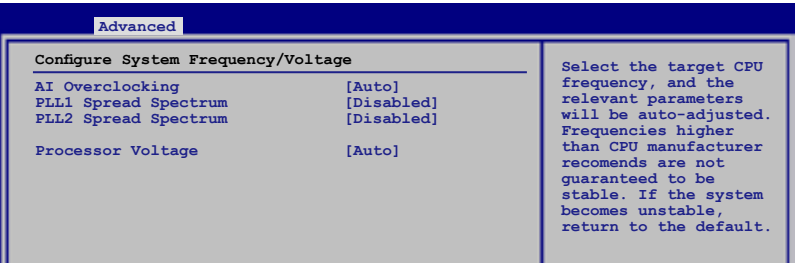 Advanced
Configure System Frequency/Voltage
AI Overclocking [Auto]
PLL1 Spread Spectrum [Disabled]
PLL2 Spread Spectrum [Disabled]
Processor Voltage [Auto]
Select the target CPU
frequency, and the
relevant parameters
will be auto-adjusted.
Frequencies higher
than CPU manufacturer
recomends are not
guaranteed to be
stable. If the system
becomes unstable,
return to the default.